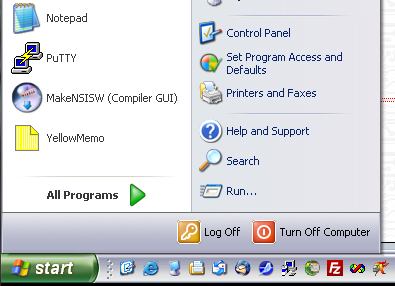 Notepad
PuTTY
MakeNSISW (Compiler GUI)
YellowMemo
All Programs
Control Panel
Set Program Access and
Defaults
Printers and Faxes
Help and Support
Search
Run...
Log Off
Turn Off Computer
start